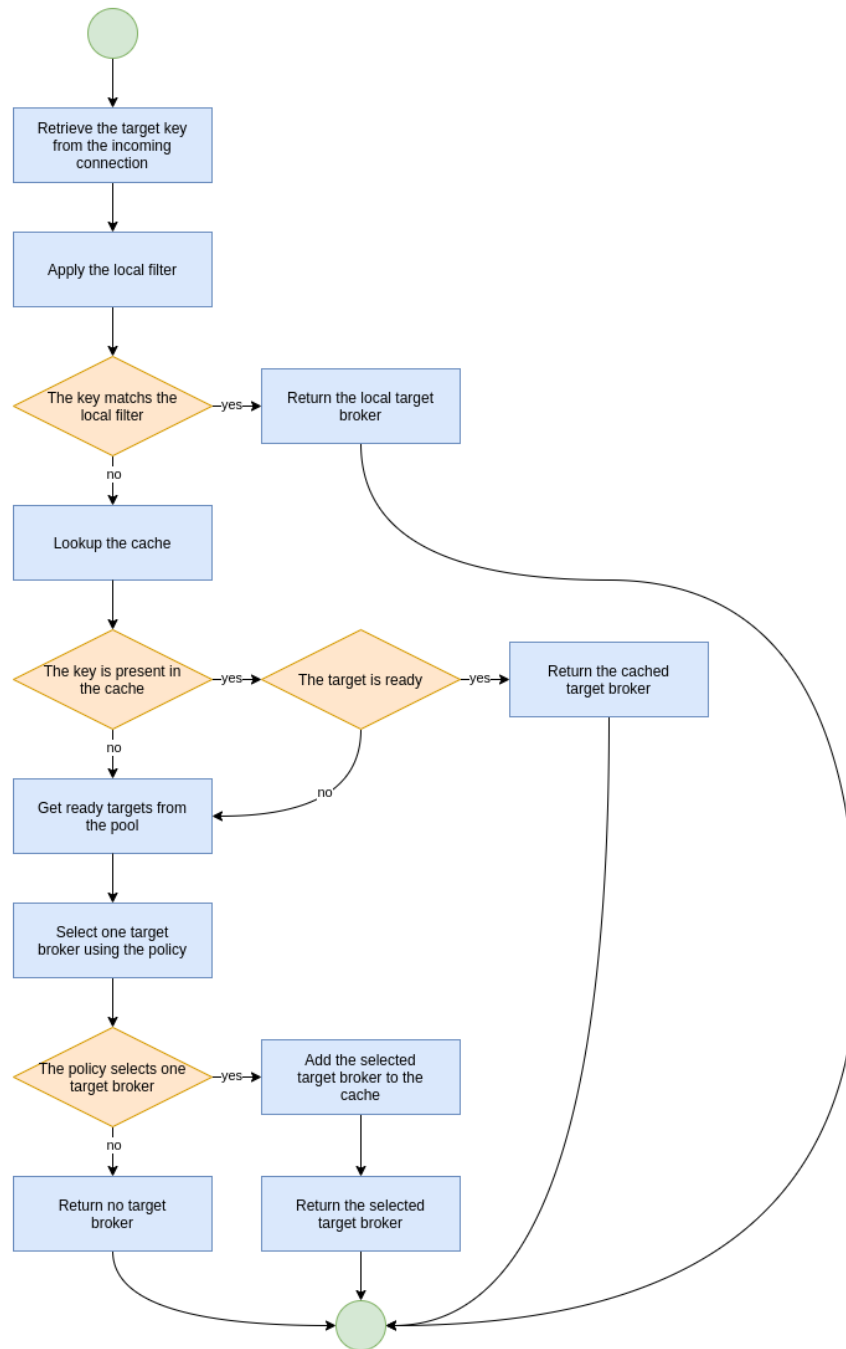 Retrieve the target key
from the incoming
connection
Apply the local filter
The key matchs the
local filter
yes
Return the local target
broker
no
Lookup the cache
The key is present in
the cache
yes
The target is ready
yes
Return the cached
target broker
no
no
Get ready targets from
the pool
Select one target
broker using the policy
The policy selects one
target broker
yes
Add the selected
target broker to the
cache
no
Return no target
broker
Return the selected
target broker